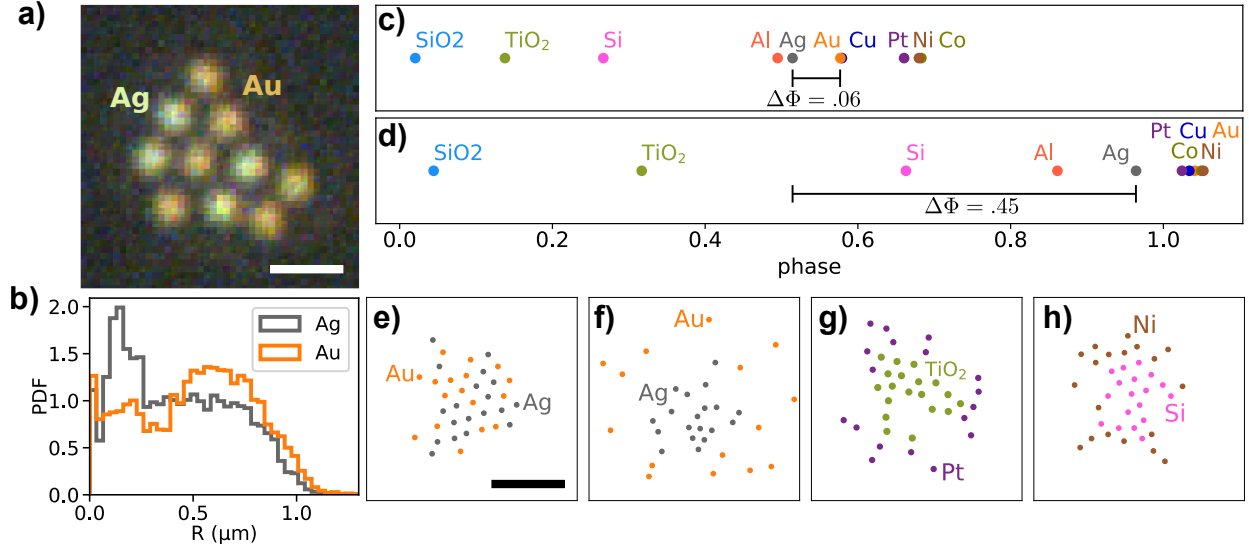 a)
Ag
Au
b)
2.0
1.5
1.0
0.5
0.0
PDF
Ag
Au
0.0 0.5 1.0
R (μm)
c)
SiO2 TiO₂ Si Al Ag Au Cu Pt Ni Co
ΔΦ = .06
d)
Pt Cu Au
SiO2 TiO₂ Si Al Ag Co Ni
ΔΦ = .45
0.0 0.2 0.4 0.6 0.8 1.0
phase
e)
Au
Ag
f)
Au
Ag
g)
TiO₂
Pt
h)
Ni
Si